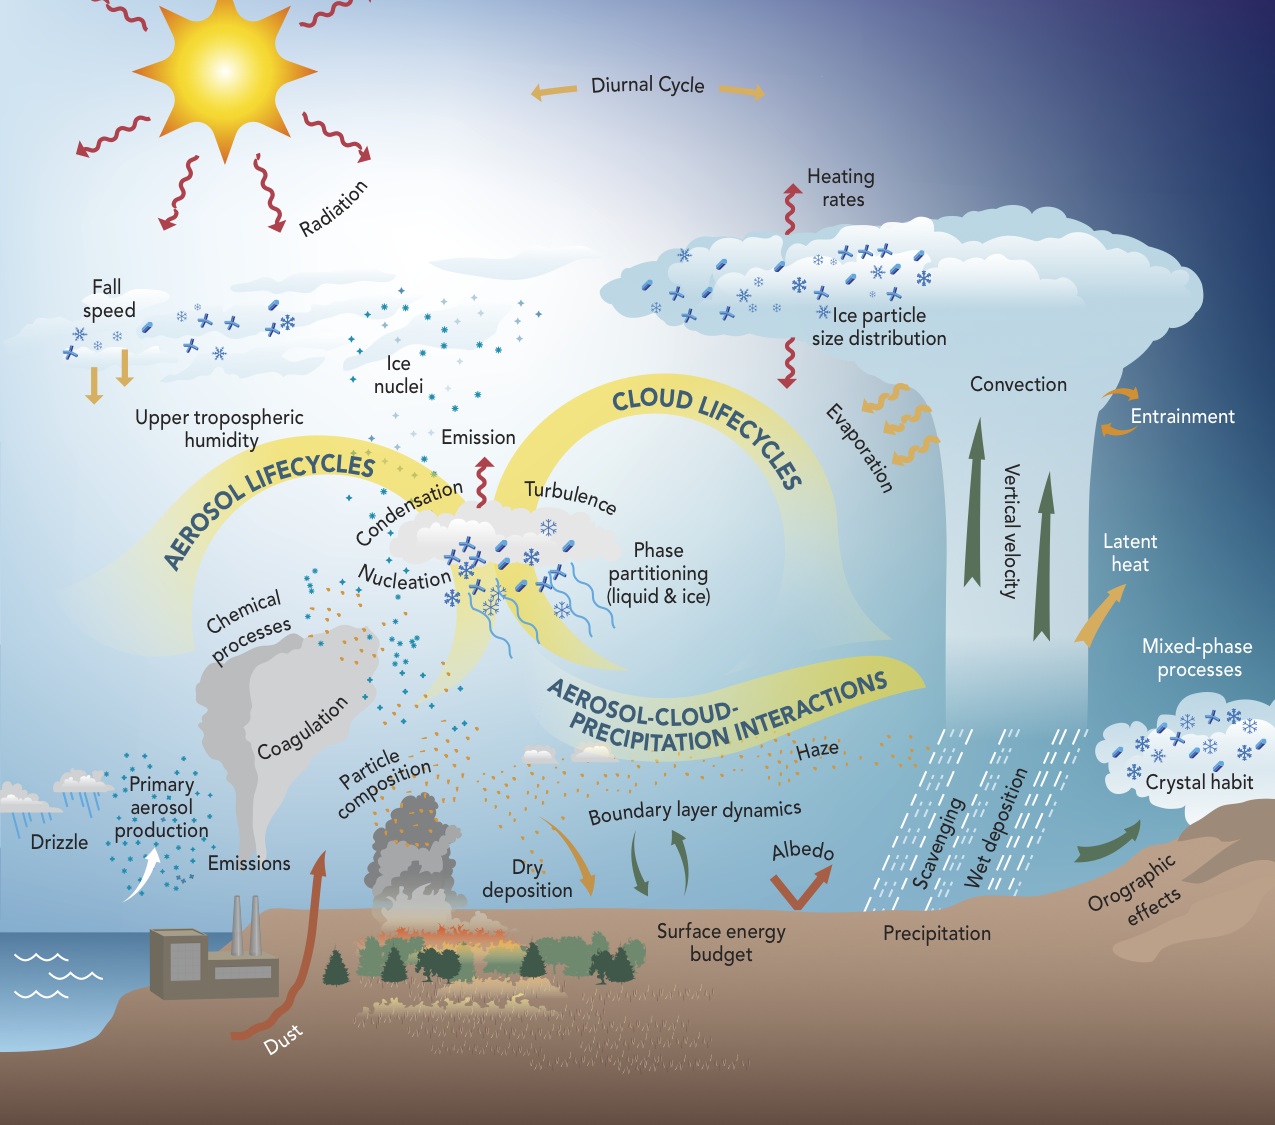 Diurnal Cycle
Radiation
Heating
rates
Fall
speed
Ice
nuclei
Ice particle
size distribution
Upper tropospheric
humidity
Emission
CLOUD LIFECYCLES
AEROSOL LIFECYCLES
Convection
Entrainment
Evaporation
Condensation
Turbulence
Vertical velocity
Nucleation
Phase
partitioning
(liquid & ice)
Latent
heat
Chemical
processes
Mixed-phase
processes
AEROSOL-CLOUD-
PRECIPITATION INTERACTIONS
Coagulation
Haze
Particle
composition
Primary
aerosol
production
Crystal habit
Drizzle
Boundary layer dynamics
Emissions
Dry
deposition
Albedo
Scavenging
Wet deposition
Orographic
effects
Surface energy
budget
Precipitation
Dust